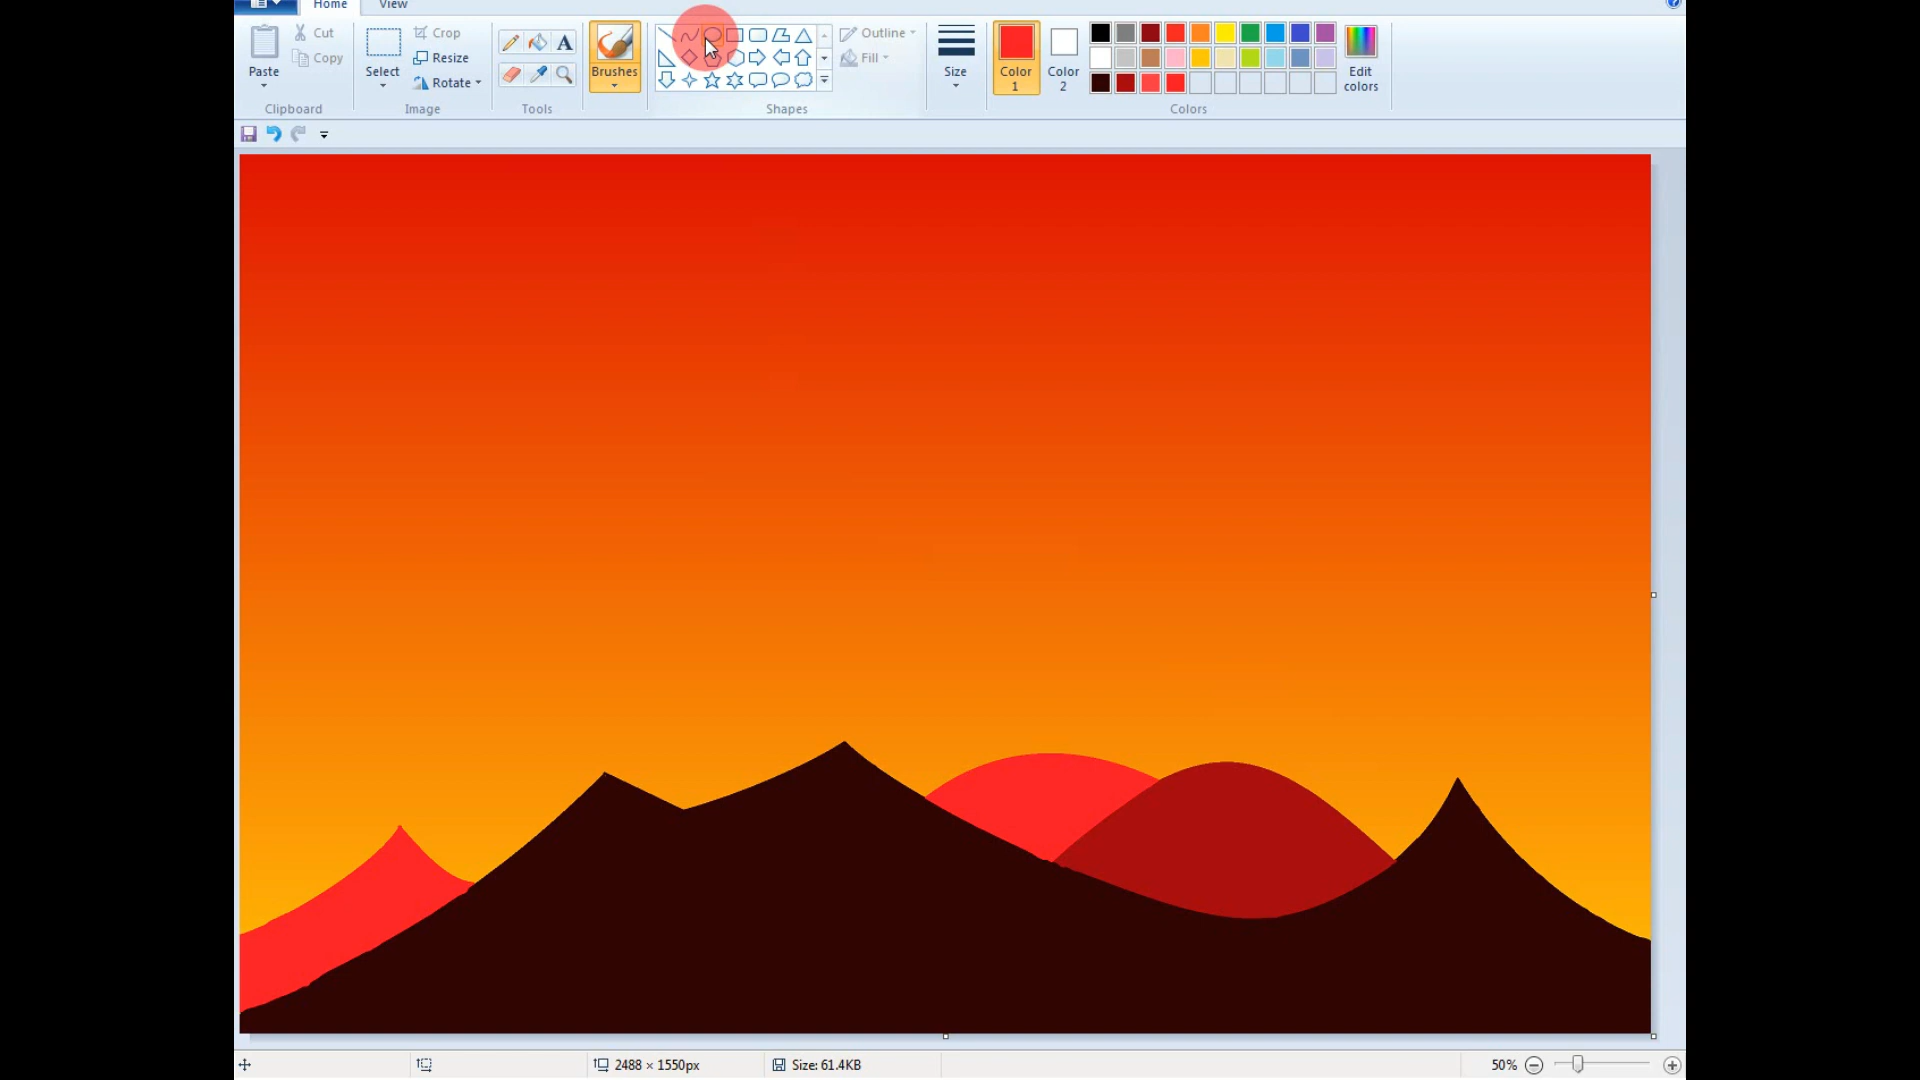 Home View
Cut
Copy
Paste
Clipboard
Select
Crop
Resize
Rotate
Image
A
Tools
Brushes
Shapes
Outline
Fill
Size
Color 1
Color 2
Edit colors
Colors
2488 × 1550px
Size: 61.4KB
50%